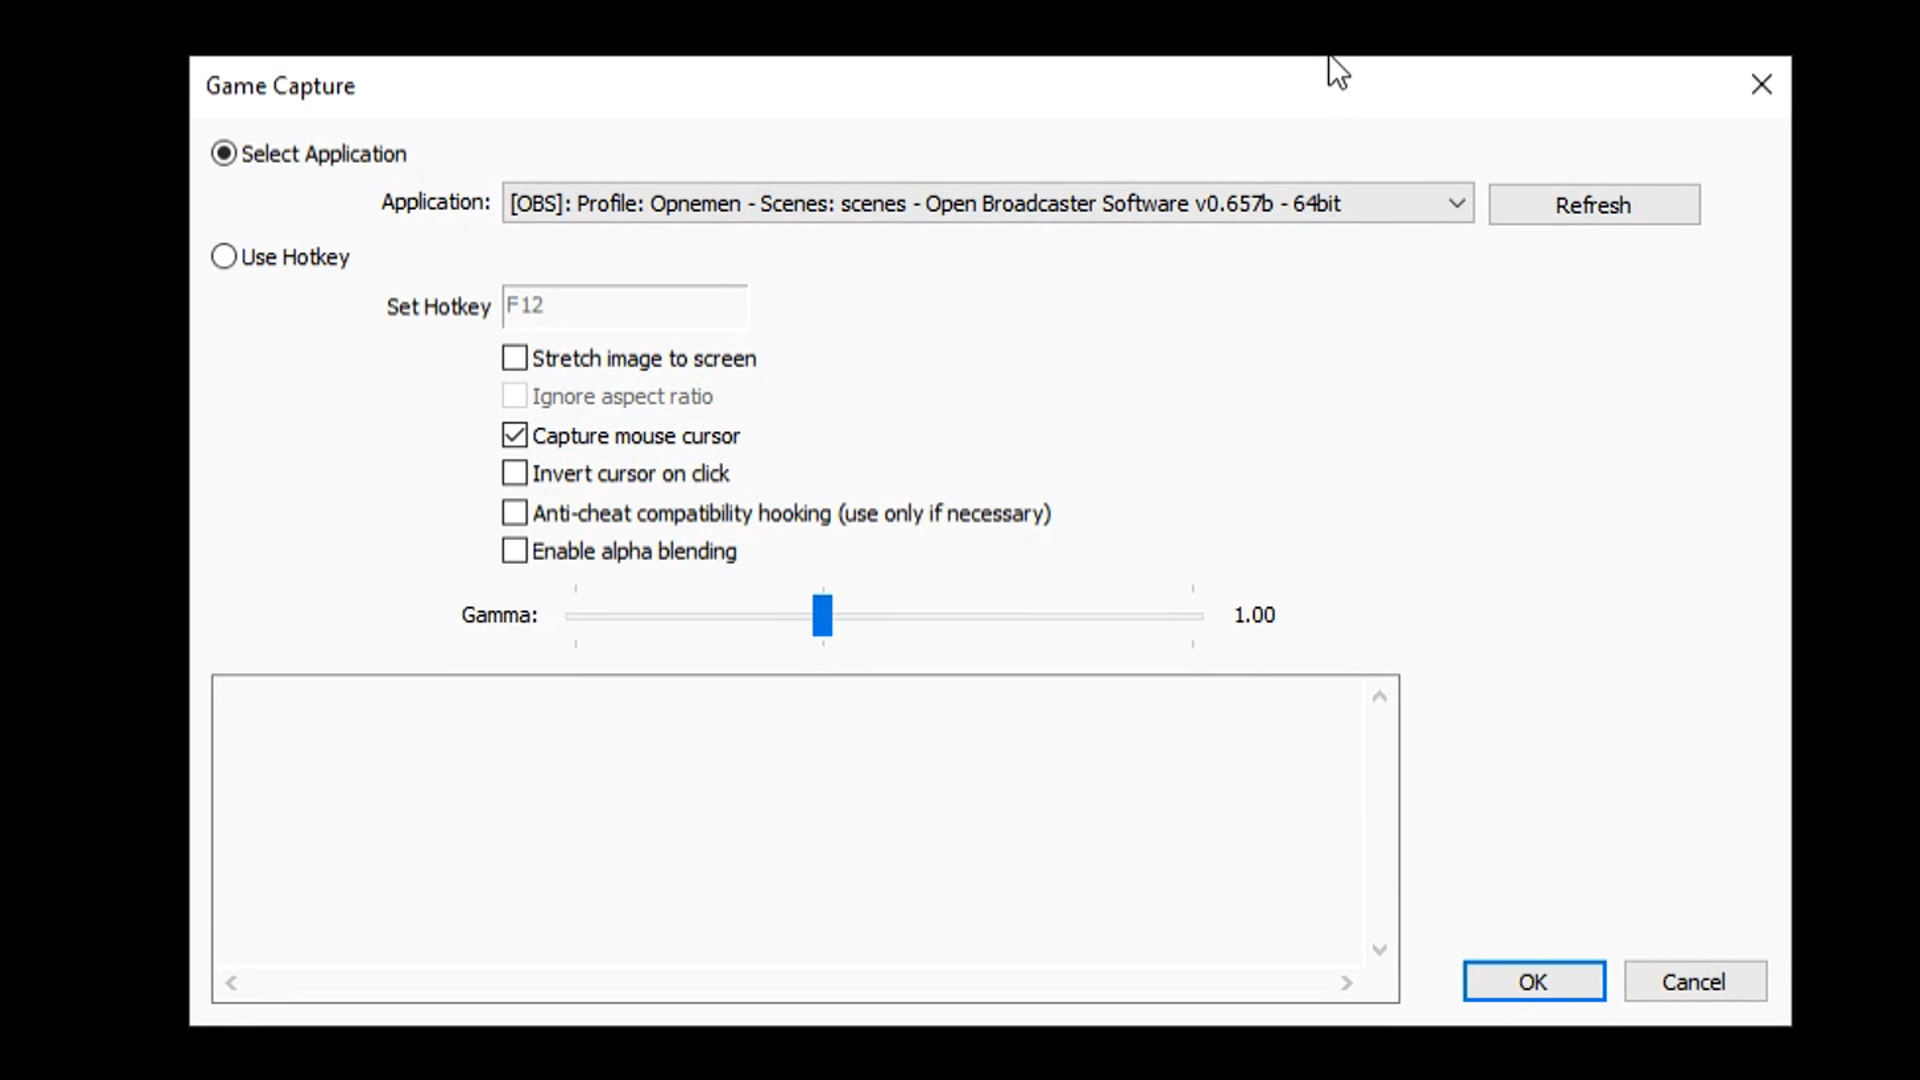 Game Capture
Select Application
Application: [OBS]: Profile: Opnemen - Scenes: scenes - Open Broadcaster Software v0.657b - 64bit Refresh
Use Hotkey
Set Hotkey F12
Stretch image to screen
Ignore aspect ratio
Capture mouse cursor
Invert cursor on click
Anti-cheat compatibility hooking (use only if necessary)
Enable alpha blending
Gamma: 1.00
OK Cancel